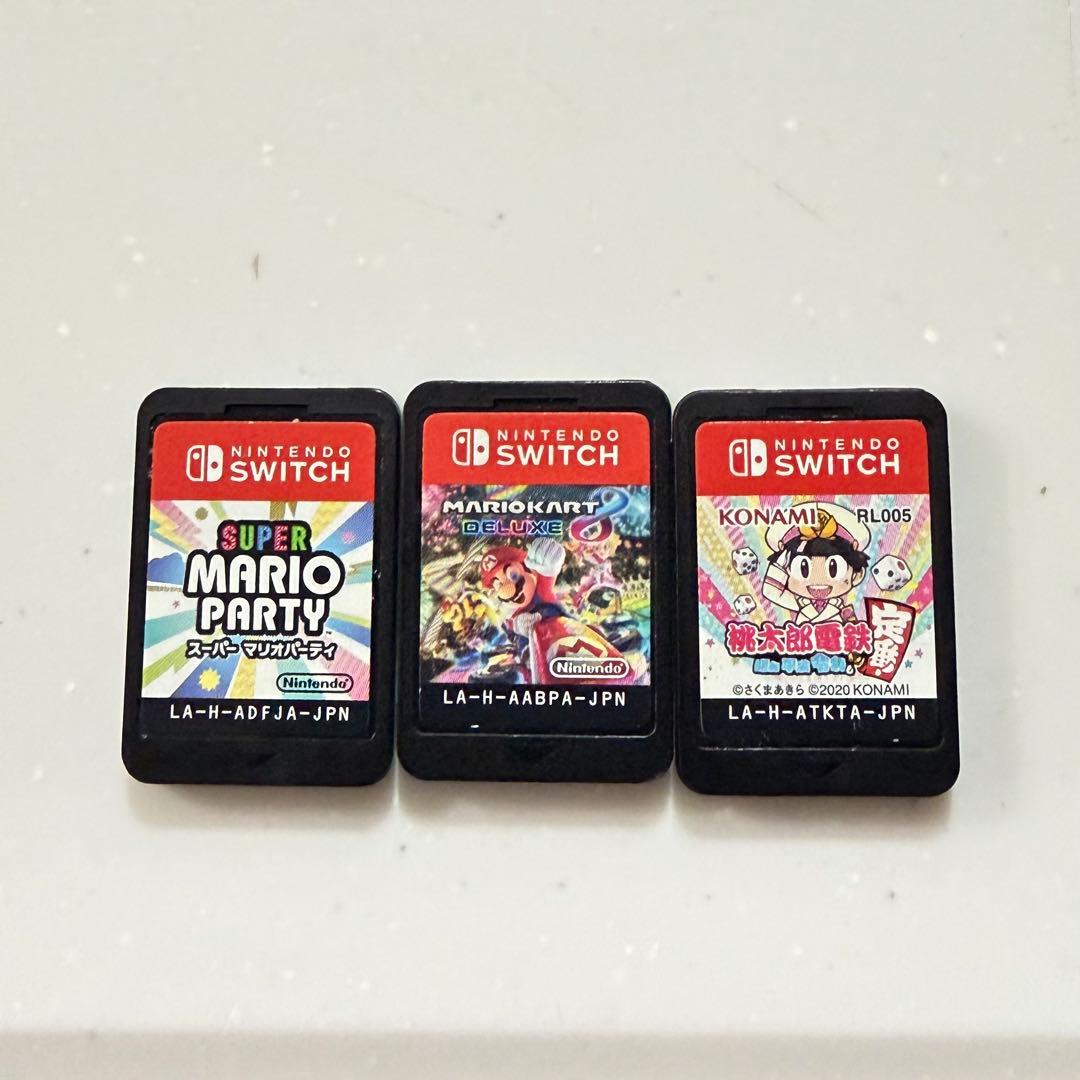 NINTENDO
SWITCH
SUPER
MARIO
PARTY
スーパー マリオパーティ
Nintendo
LA-H-ADFJA-JPN
NINTENDO
SWITCH
MARIOKART 8
DELUXE
Nintendo
LA-H-AABPA-JPN
NINTENDO
SWITCH
KONAMI RL005
桃太郎電鉄
定番!
©さくまあきら ©2020 KONAMI
LA-H-ATKTA-JPN